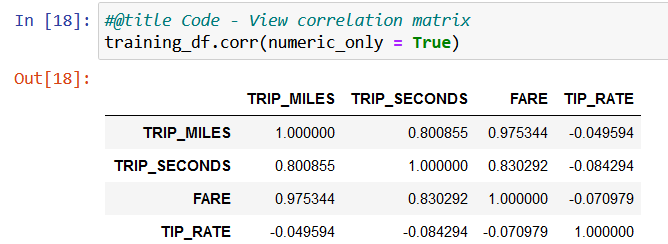 In [18]: #@title Code - View correlation matrix
training_df.corr(numeric_only = True)
Out[18]:
TRIP_MILES TRIP_SECONDS FARE TIP_RATE
TRIP_MILES 1.000000 0.800855 0.975344 -0.049594
TRIP_SECONDS 0.800855 1.000000 0.830292 -0.084294
FARE 0.975344 0.830292 1.000000 -0.070979
TIP_RATE -0.049594 -0.084294 -0.070979 1.000000